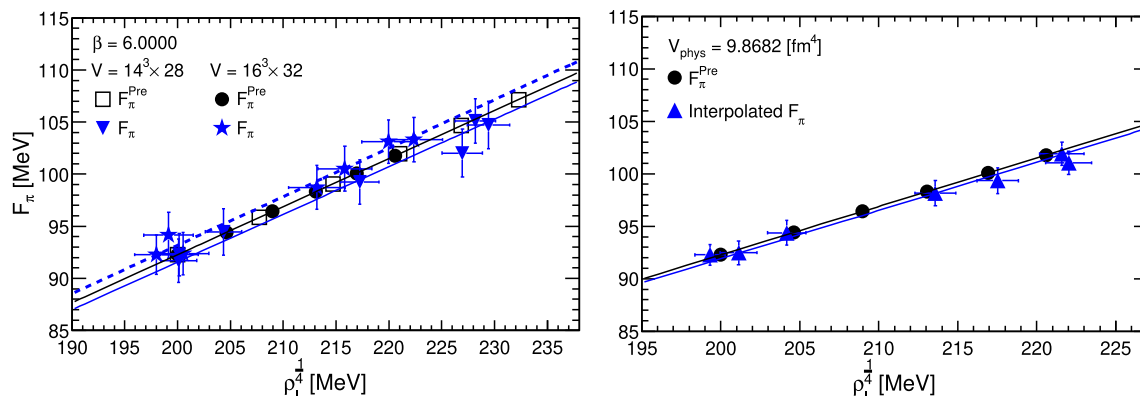 115
110
105
100
95
90
85
F_π [MeV]
β = 6.0000
V = 14³× 28 V = 16³× 32
F_π^Pre F_π^Pre
F_π F_π
190 195 200 205 210 215 220 225 230 235
ρ_I^{1/4} [MeV]
115
110
105
100
95
90
85
V_phys = 9.8682 [fm⁴]
F_π^Pre
Interpolated F_π
195 200 205 210 215 220 225
ρ_I^{1/4} [MeV]